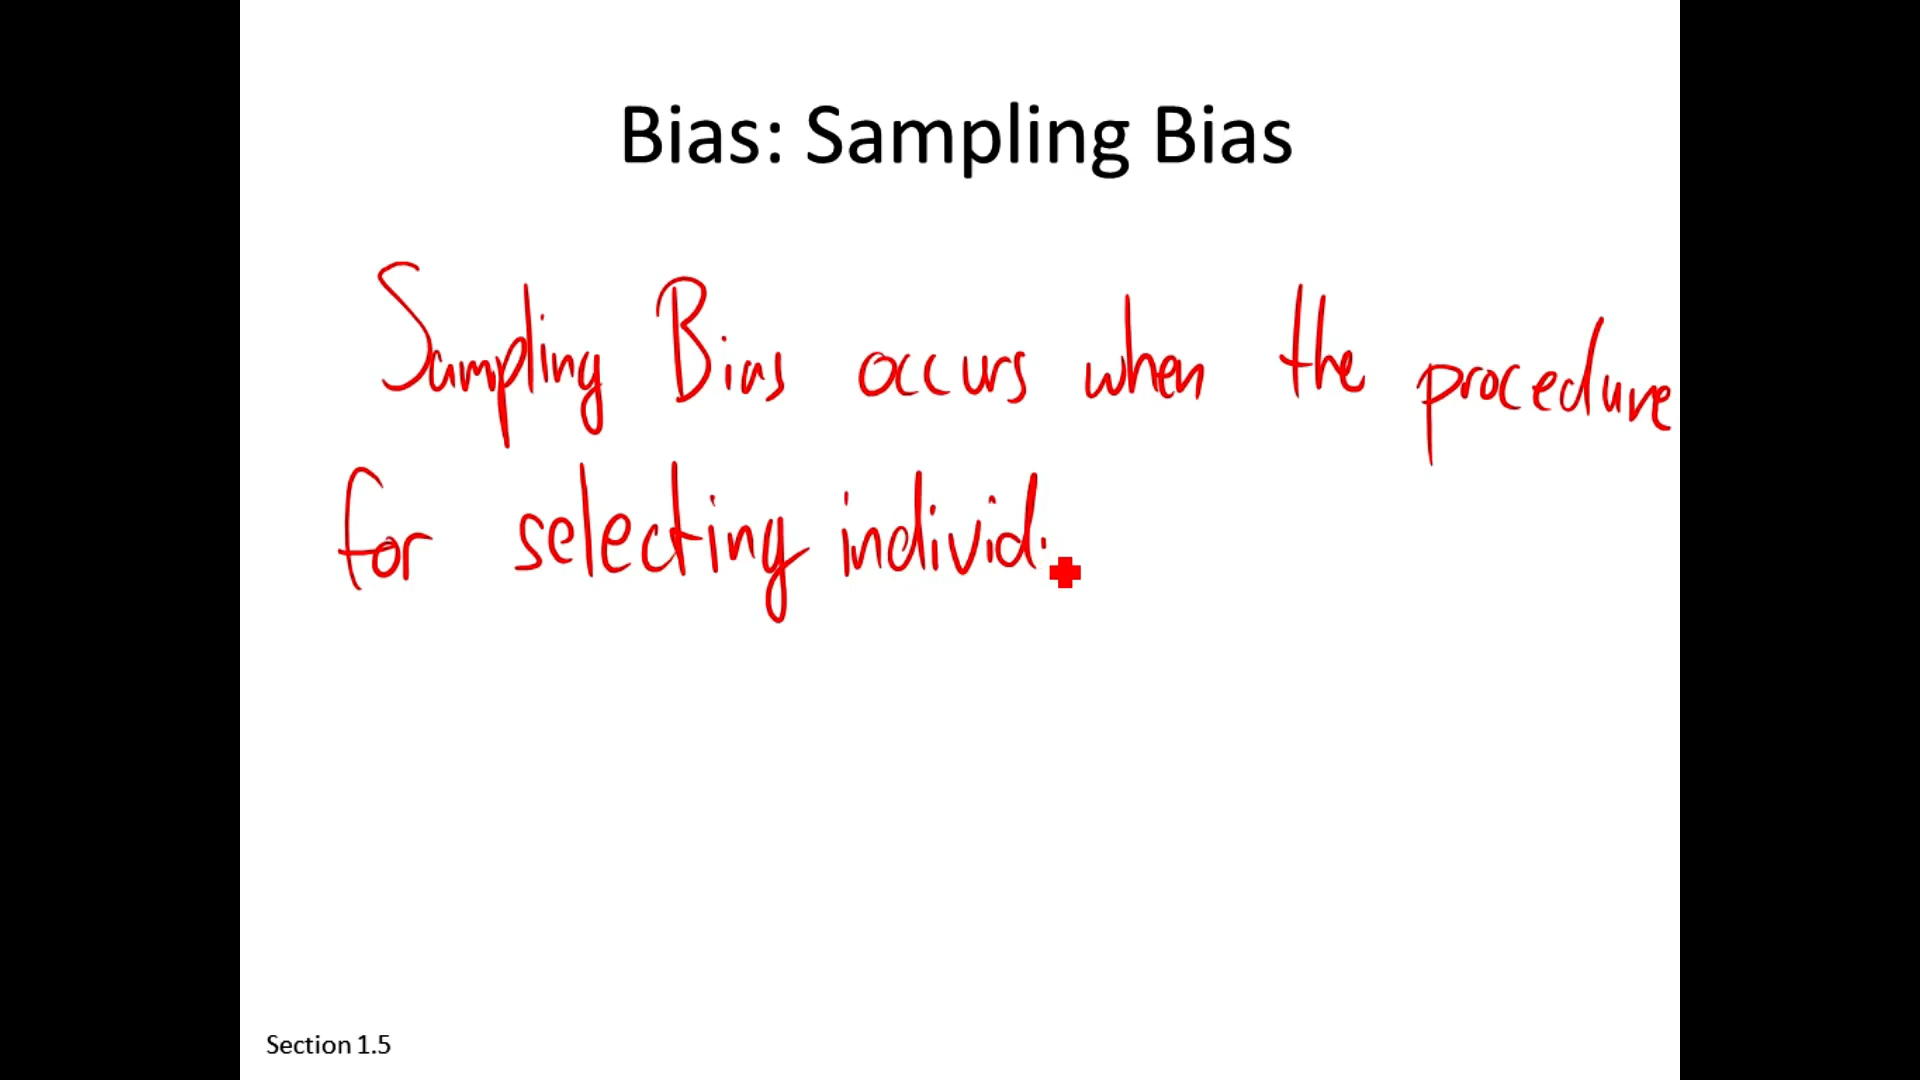 Bias: Sampling Bias
Sampling Bias occurs when the procedure
for selecting individ
Section 1.5